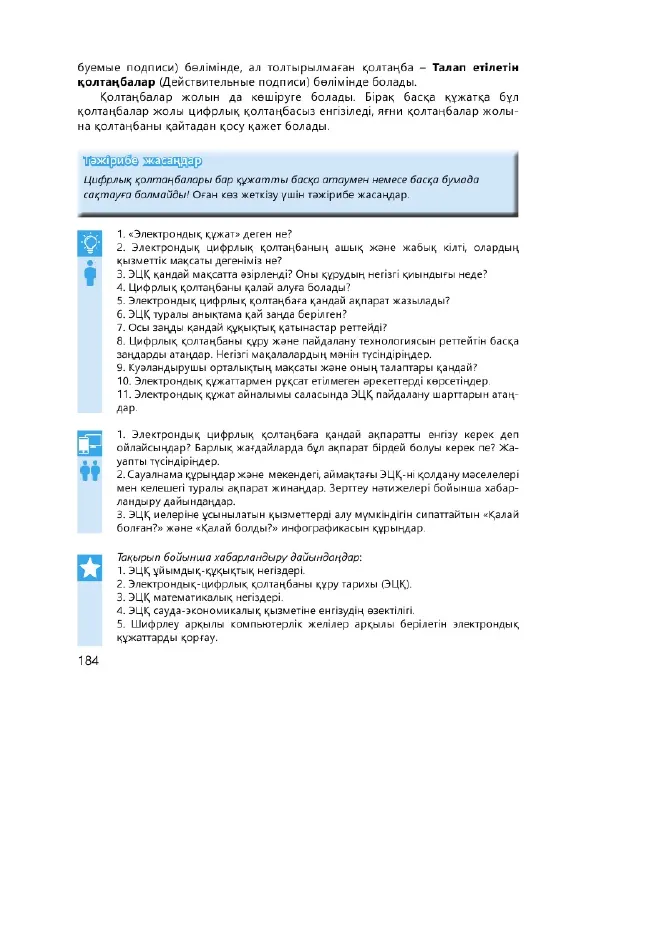 буемые подписи) бөлімінде, ал толтырылмаған қолтаңба – Талап етілетін
қолтаңбалар (Действительные подписи) бөлімінде болады.
Қолтаңбалар жолын да көшіруге болады. Бірақ басқа құжатқа бұл
қолтаңбалар жолы цифрлық қолтаңбасыз енгізіледі, яғни қолтаңбалар жолы-
на қолтаңбаны қайтадан қосу қажет болады.
Тәжірибе жасаңдар
Цифрлық қолтаңбалары бар құжатты басқа атаумен немесе басқа бумада
сақтауға болмайды! Оған көз жеткізу үшін тәжірибе жасаңдар.
1. «Электрондық құжат» деген не?
2. Электрондық цифрлық қолтаңбаның ашық және жабық кілті, олардың
қызметтік мақсаты дегеніміз не?
3. ЭЦҚ қандай мақсатта әзірленді? Оны құрудың негізгі қиындығы неде?
4. Цифрлық қолтаңбаны қалай алуға болады?
5. Электрондық цифрлық қолтаңбаға қандай ақпарат жазылады?
6. ЭЦҚ туралы анықтама қай заңда берілген?
7. Осы заңды қандай құқықтық қатынастар реттейді?
8. Цифрлық қолтаңбаны құру және пайдалану технологиясын реттейтін басқа
заңдарды атаңдар. Негізгі мақалалардың мәнін түсіндіріңдер.
9. Куәландырушы орталықтың мақсаты және оның талаптары қандай?
10. Электрондық құжаттармен рұқсат етілмеген әрекеттерді көрсетіңдер.
11. Электрондық құжат айналымы саласында ЭЦҚ пайдалану шарттарын атаң-
дар.
1. Электрондық цифрлық қолтаңбаға қандай ақпаратты енгізу керек деп
ойлайсыңдар? Барлық жағдайларда бұл ақпарат бірдей болуы керек пе? Жа-
уапты түсіндіріңдер.
2. Сауалнама құрыңдар және мекендегі, аймақтағы ЭЦҚ-ні қолдану мәселелері
мен келешегі туралы ақпарат жинаңдар. Зерттеу нәтижелері бойынша хабар-
ландыру дайындаңдар.
3. ЭЦҚ иелеріне ұсынылатын қызметтерді алу мүмкіндігін сипаттайтын «Қалай
болған?» және «Қалай болды?» инфографикасын құрыңдар.
Тақырып бойынша хабарландыру дайындаңдар:
1. ЭЦҚ ұйымдық-құқықтық негіздері.
2. Электрондық-цифрлық қолтаңбаны құру тарихы (ЭЦҚ).
3. ЭЦҚ математикалық негіздері.
4. ЭЦҚ сауда-экономикалық қызметіне енгізудің өзектілігі.
5. Шифрлеу арқылы компьютерлік желілер арқылы берілетін электрондық
құжаттарды қорғау.
184